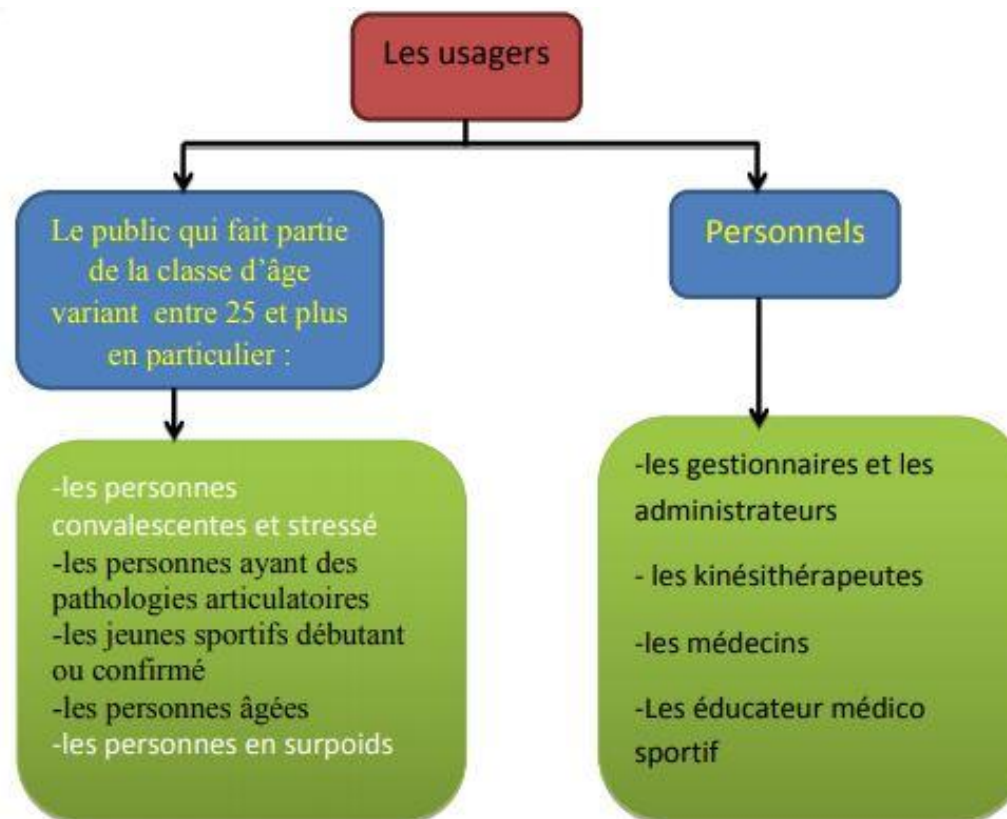 Les usagers
Le public qui fait partie
de la classe d’âge
variant entre 25 et plus
en particulier :
Personnels
-les personnes
convalescentes et stressé
-les personnes ayant des
pathologies articulatoires
-les jeunes sportifs débutant
ou confirmé
-les personnes âgées
-les personnes en surpoids
-les gestionnaires et les
administrateurs
- les kinésithérapeutes
-les médecins
-Les éducateur médico
sportif